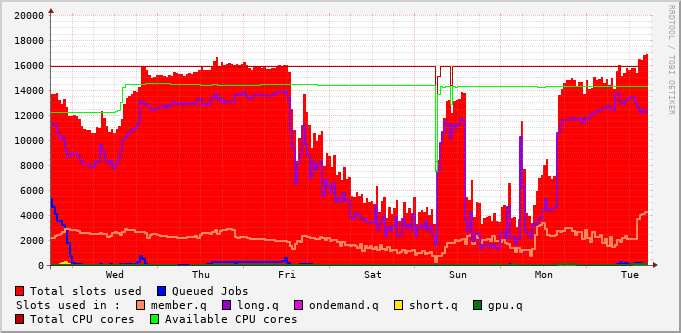 20000
18000
16000
14000
12000
10000
8000
6000
4000
2000
0
Wed Thu Fri Sat Sun Mon Tue
RRDTOOL / TOBI OETIKER
Total slots used Queued Jobs
Slots used in : member.q long.q ondemand.q short.q gpu.q
Total CPU cores Available CPU cores